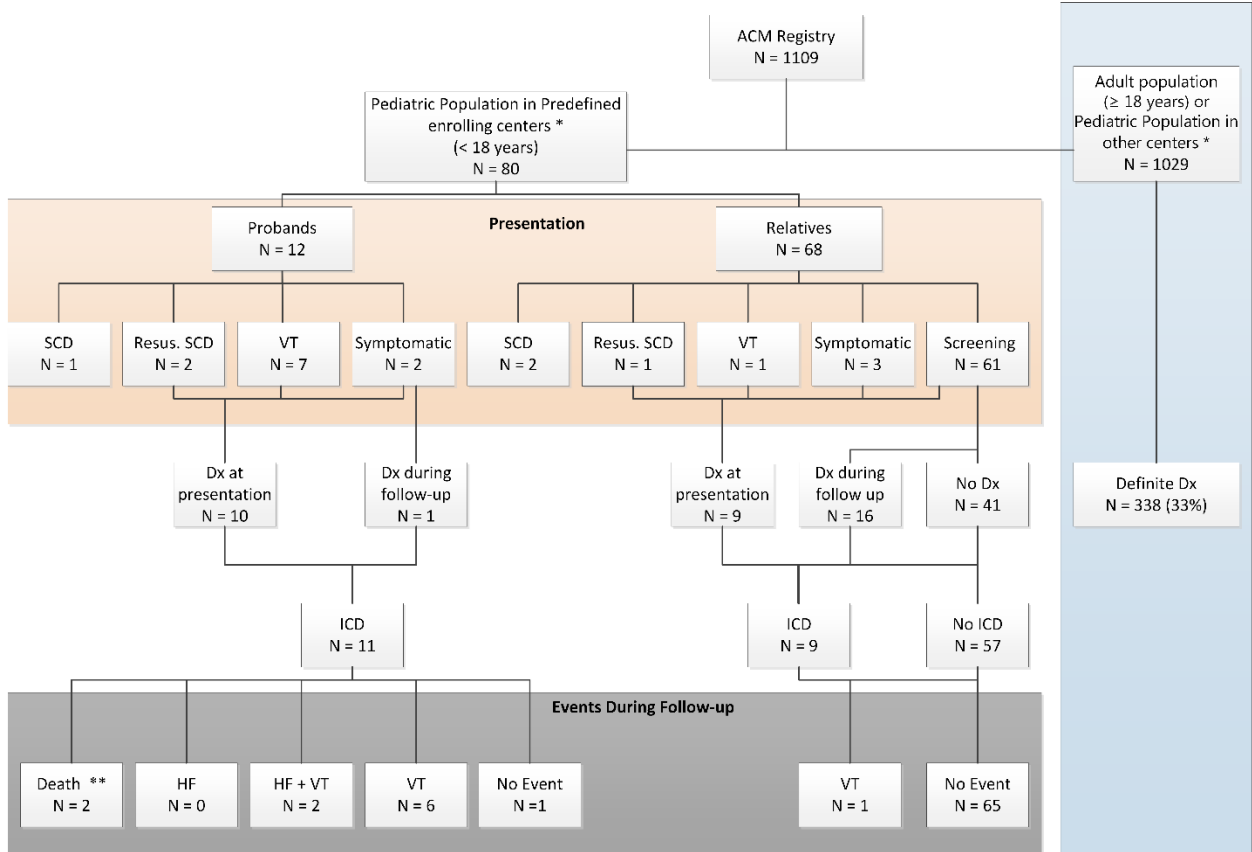 ACM Registry
N = 1109
Pediatric Population in Predefined
enrolling centers *
(< 18 years)
N = 80
Adult population
(≥ 18 years) or
Pediatric Population in
other centers *
N = 1029
Presentation
Probands
N = 12
Relatives
N = 68
SCD
N = 1
Resus. SCD
N = 2
VT
N = 7
Symptomatic
N = 2
SCD
N = 2
Resus. SCD
N = 1
VT
N = 1
Symptomatic
N = 3
Screening
N = 61
Dx at
presentation
N = 10
Dx during
follow-up
N = 1
Dx at
presentation
N = 9
Dx during
follow up
N = 16
No Dx
N = 41
Definite Dx
N = 338 (33%)
ICD
N = 11
ICD
N = 9
No ICD
N = 57
Events During Follow-up
Death **
N = 2
HF
N = 0
HF + VT
N = 2
VT
N = 6
No Event
N =1
VT
N = 1
No Event
N = 65